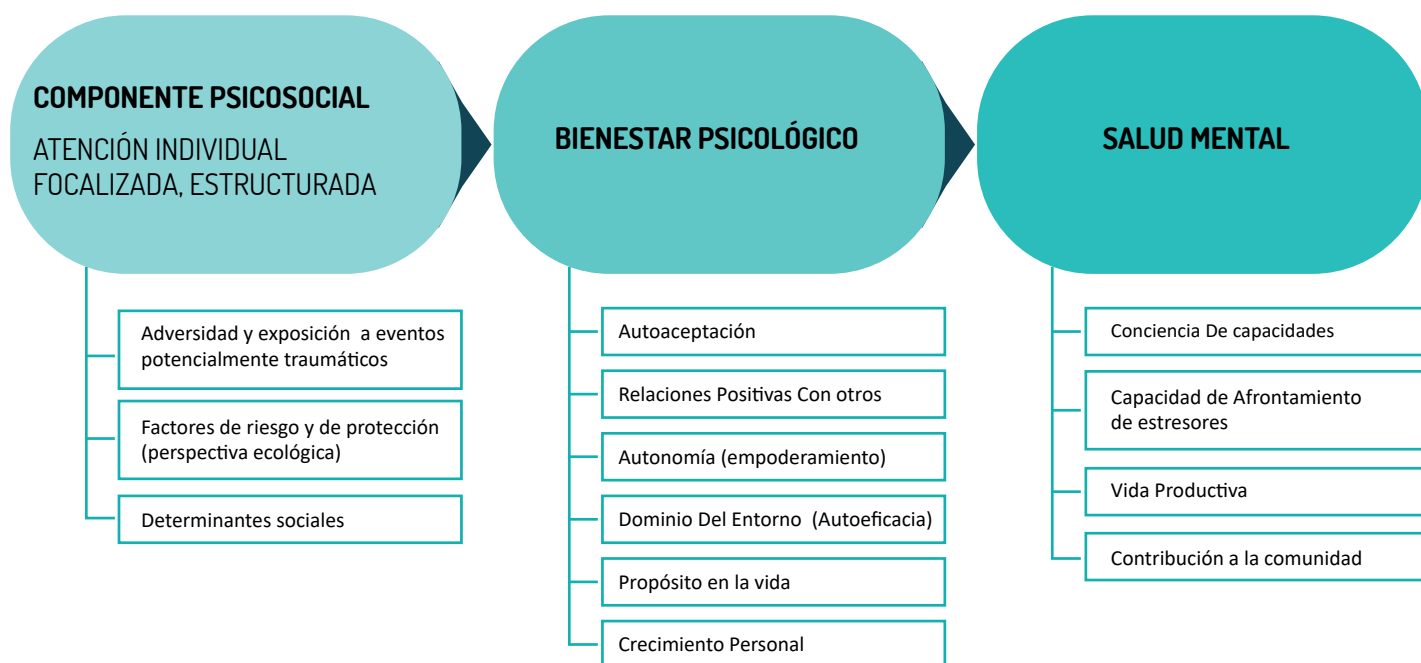 COMPONENTE PSICOSOCIAL
ATENCIÓN INDIVIDUAL
FOCALIZADA, ESTRUCTURADA
Adversidad y exposición a eventos
potencialmente traumáticos
Factores de riesgo y de protección
(perspectiva ecológica)
Determinantes sociales
BIENESTAR PSICOLÓGICO
Autoaceptación
Relaciones Positivas Con otros
Autonomía (empoderamiento)
Dominio Del Entorno (Autoeficacia)
Propósito en la vida
Crecimiento Personal
SALUD MENTAL
Conciencia De capacidades
Capacidad de Afrontamiento
de estresores
Vida Productiva
Contribución a la comunidad